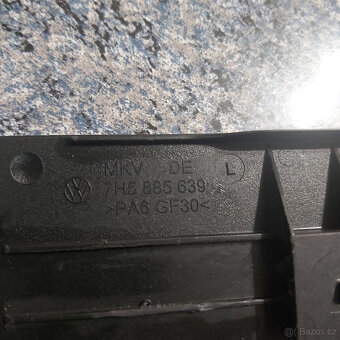 MKV DE L
7H5 885 639
>PA6 GF30<
© Bazos.cz